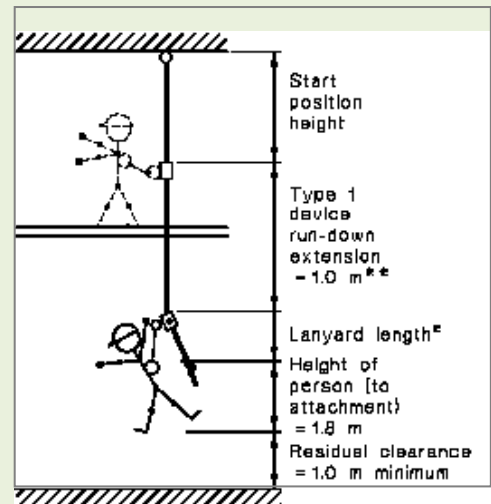 Start
position
height
Type 1
device
run-down
extension
= 1.0 m**
Lanyard length*
Height of
person (to
attachment)
= 1.8 m
Residual clearance
= 1.0 m minimum